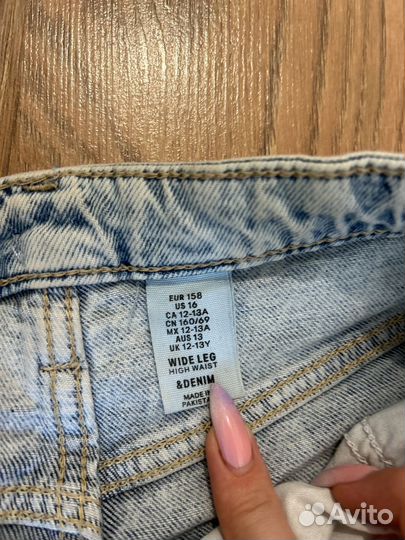 EUR 158
US 16
CA 12-13A
CN 160/69
MX 12-13A
AUS 13
UK 12-13Y
WIDE LEG
HIGH WAIST
&DENIM
MADE IN
PAKISTAN
Avito